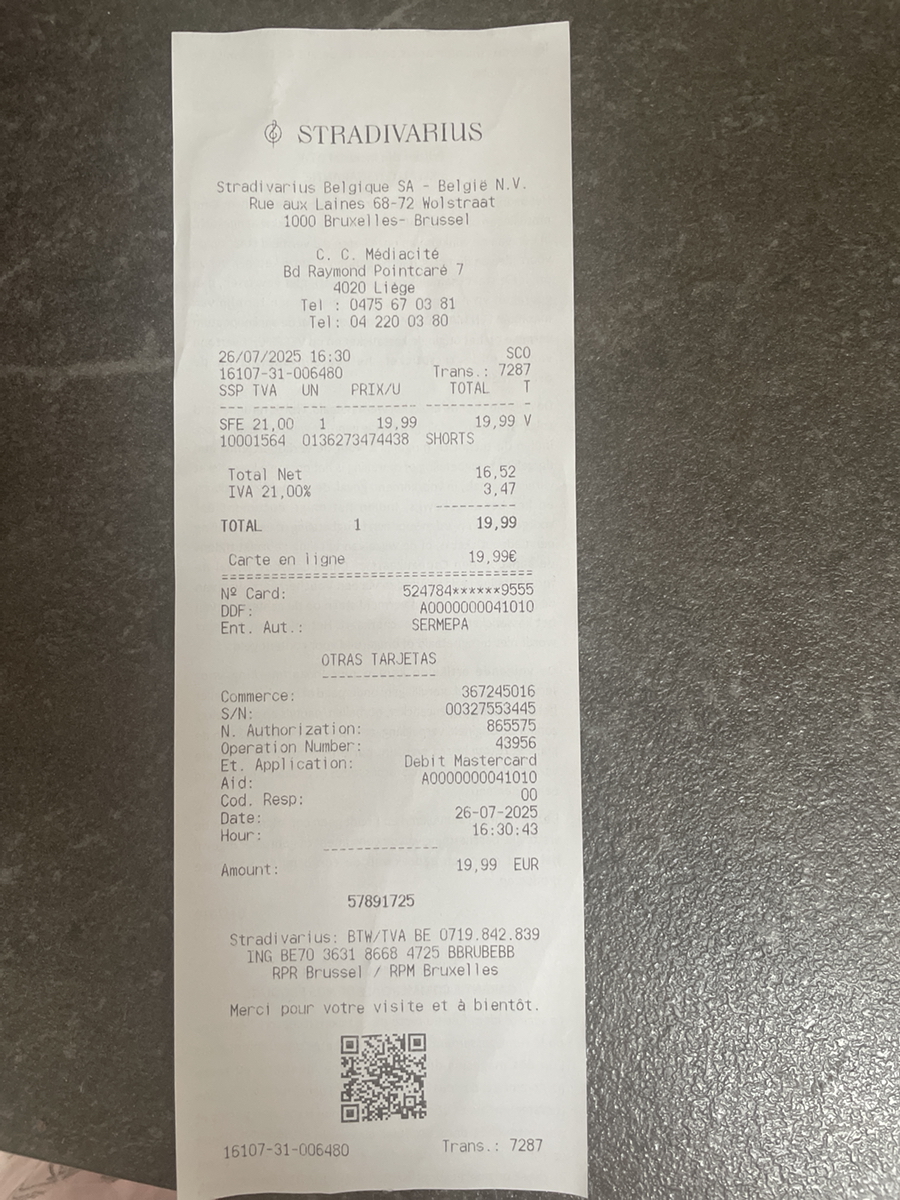 STRADIVARIUS
Stradivarius Belgique SA - België N.V.
Rue aux Laines 68-72 Wolstraat
1000 Bruxelles- Brussel
C. C. Médiacité
Bd Raymond Pointcaré 7
4020 Liége
Tel : 0475 67 03 81
Tel: 04 220 03 80
26/07/2025 16:30 SCO
16107-31-006480 Trans.: 7287
SSP TVA UN PRIX/U TOTAL T
--- ----- --- ---------- ----------- -
SFE 21,00 1 19,99 19,99 V
10001564 0136273474438 SHORTS
Total Net 16,52
IVA 21,00% 3,47
----------
TOTAL 1 19,99
Carte en ligne 19,99€
======================================
Nº Card: 524784******9555
DDF: A0000000041010
Ent. Aut.: SERMEPA
OTRAS TARJETAS
--------------
Commerce: 367245016
S/N: 00327553445
N. Authorization: 865575
Operation Number: 43956
Et. Application: Debit Mastercard
Aid: A0000000041010
Cod. Resp: 00
Date: 26-07-2025
Hour: 16:30:43
--------------
Amount: 19,99 EUR
57891725
Stradivarius: BTW/TVA BE 0719.842.839
ING BE70 3631 8668 4725 BBRUBEBB
RPR Brussel / RPM Bruxelles
Merci pour votre visite et à bientôt.
16107-31-006480 Trans.: 7287